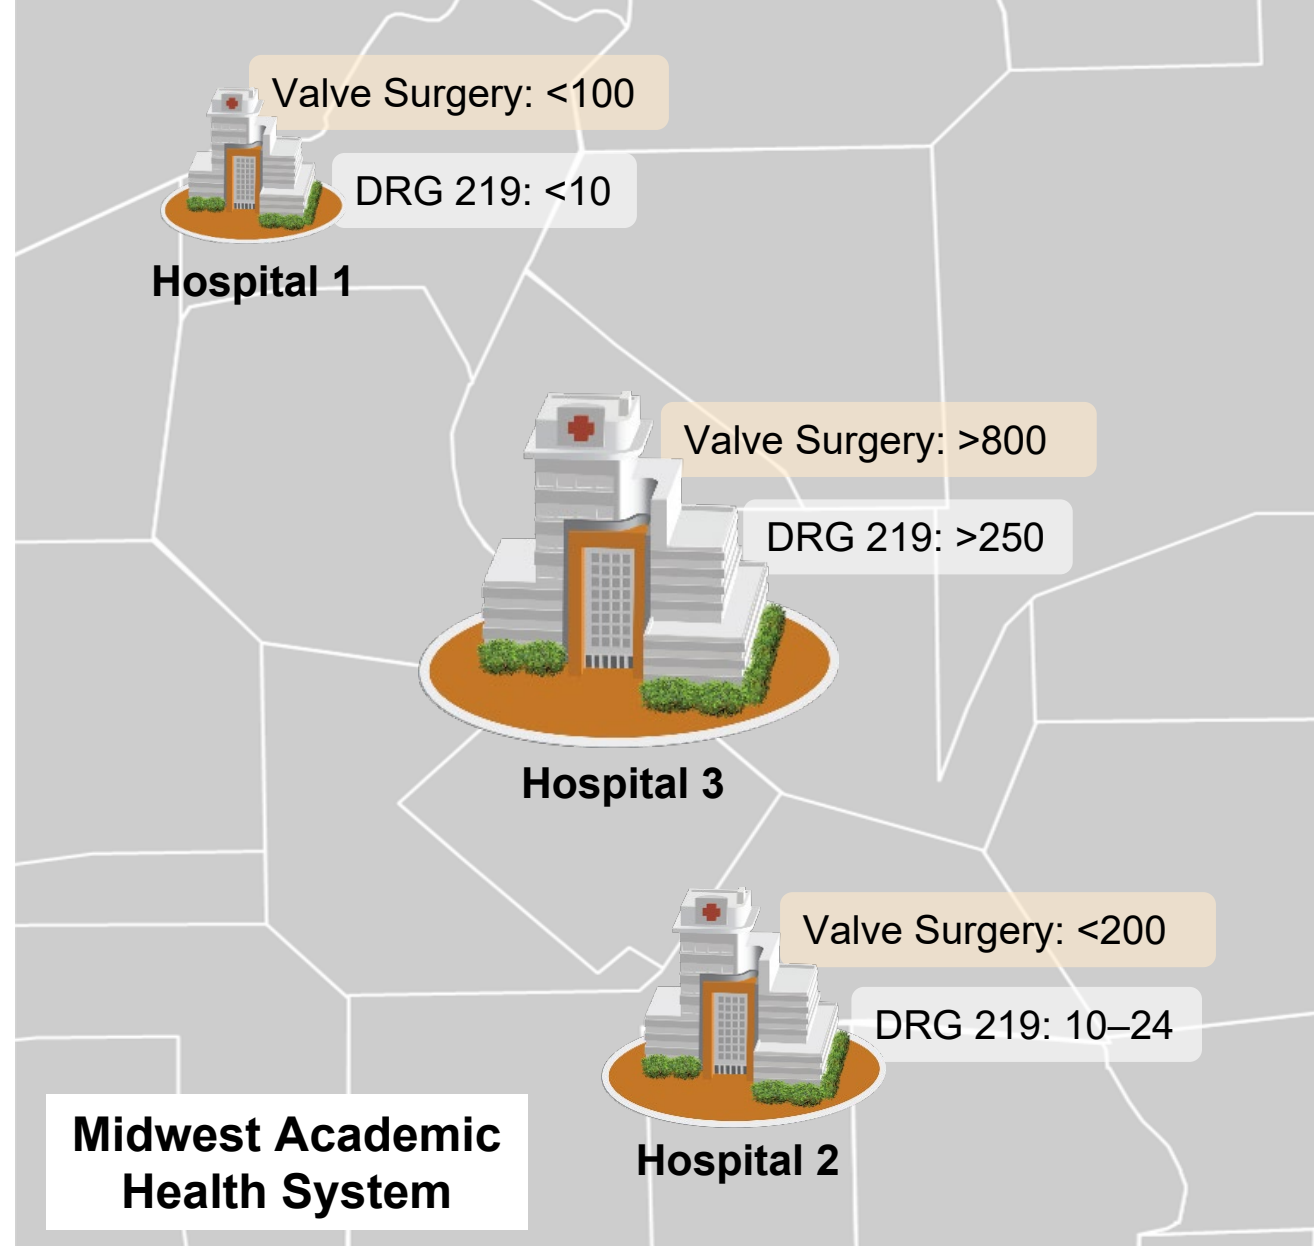 Valve Surgery: <100
DRG 219: <10
Hospital 1
Valve Surgery: >800
DRG 219: >250
Hospital 3
Valve Surgery: <200
DRG 219: 10–24
Hospital 2
Midwest Academic
Health System